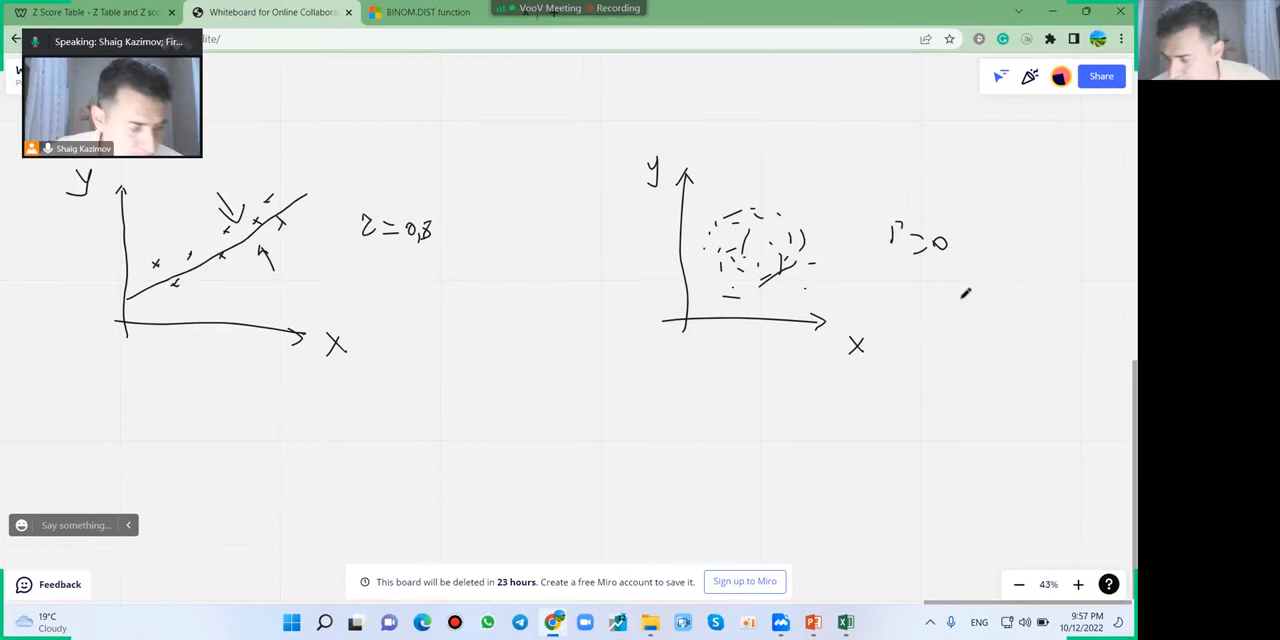 Z Score Table - Z Table and Z sco
Whiteboard for Online Collabora
BINOM.DIST function
VooV Meeting
Recording
Speaking: Shaig Kazimov; Fir...
lite/
Shaig Kazimov
Share
y
r = 0,8
x
y
r = 0
x
Say something...
Feedback
This board will be deleted in 23 hours. Create a free Miro account to save it.
Sign up to Miro
43%
19°C
Cloudy
ENG
9:57 PM
10/12/2022